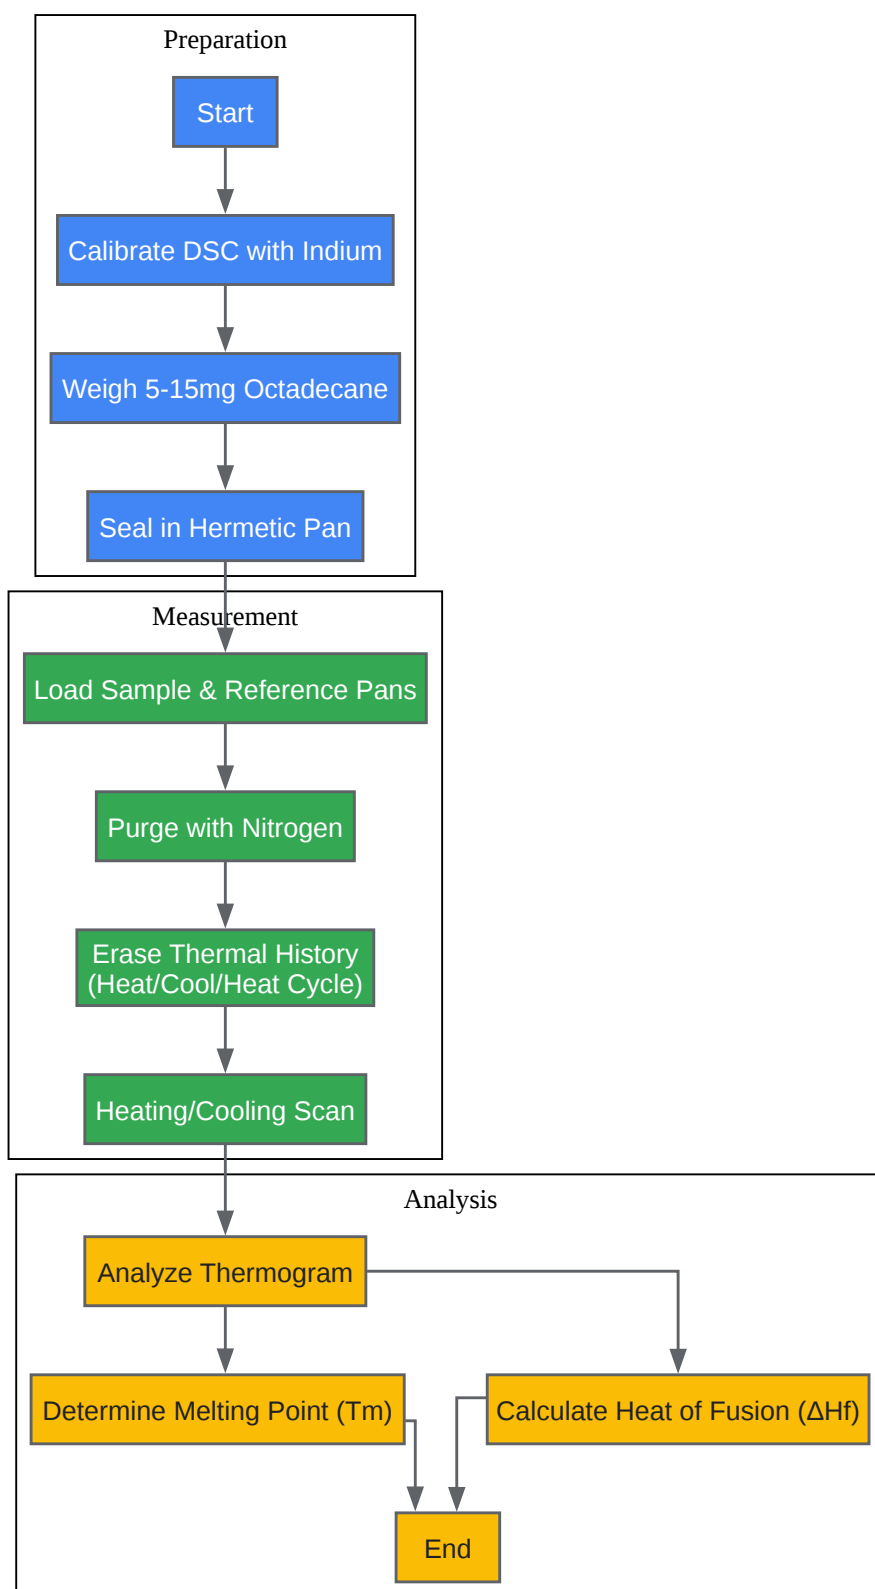 Preparation
Start
Calibrate DSC with Indium
Weigh 5-15mg Octadecane
Seal in Hermetic Pan
Measurement
Load Sample & Reference Pans
Purge with Nitrogen
Erase Thermal History
(Heat/Cool/Heat Cycle)
Heating/Cooling Scan
Analysis
Analyze Thermogram
Determine Melting Point (Tm)
Calculate Heat of Fusion (ΔHf)
End